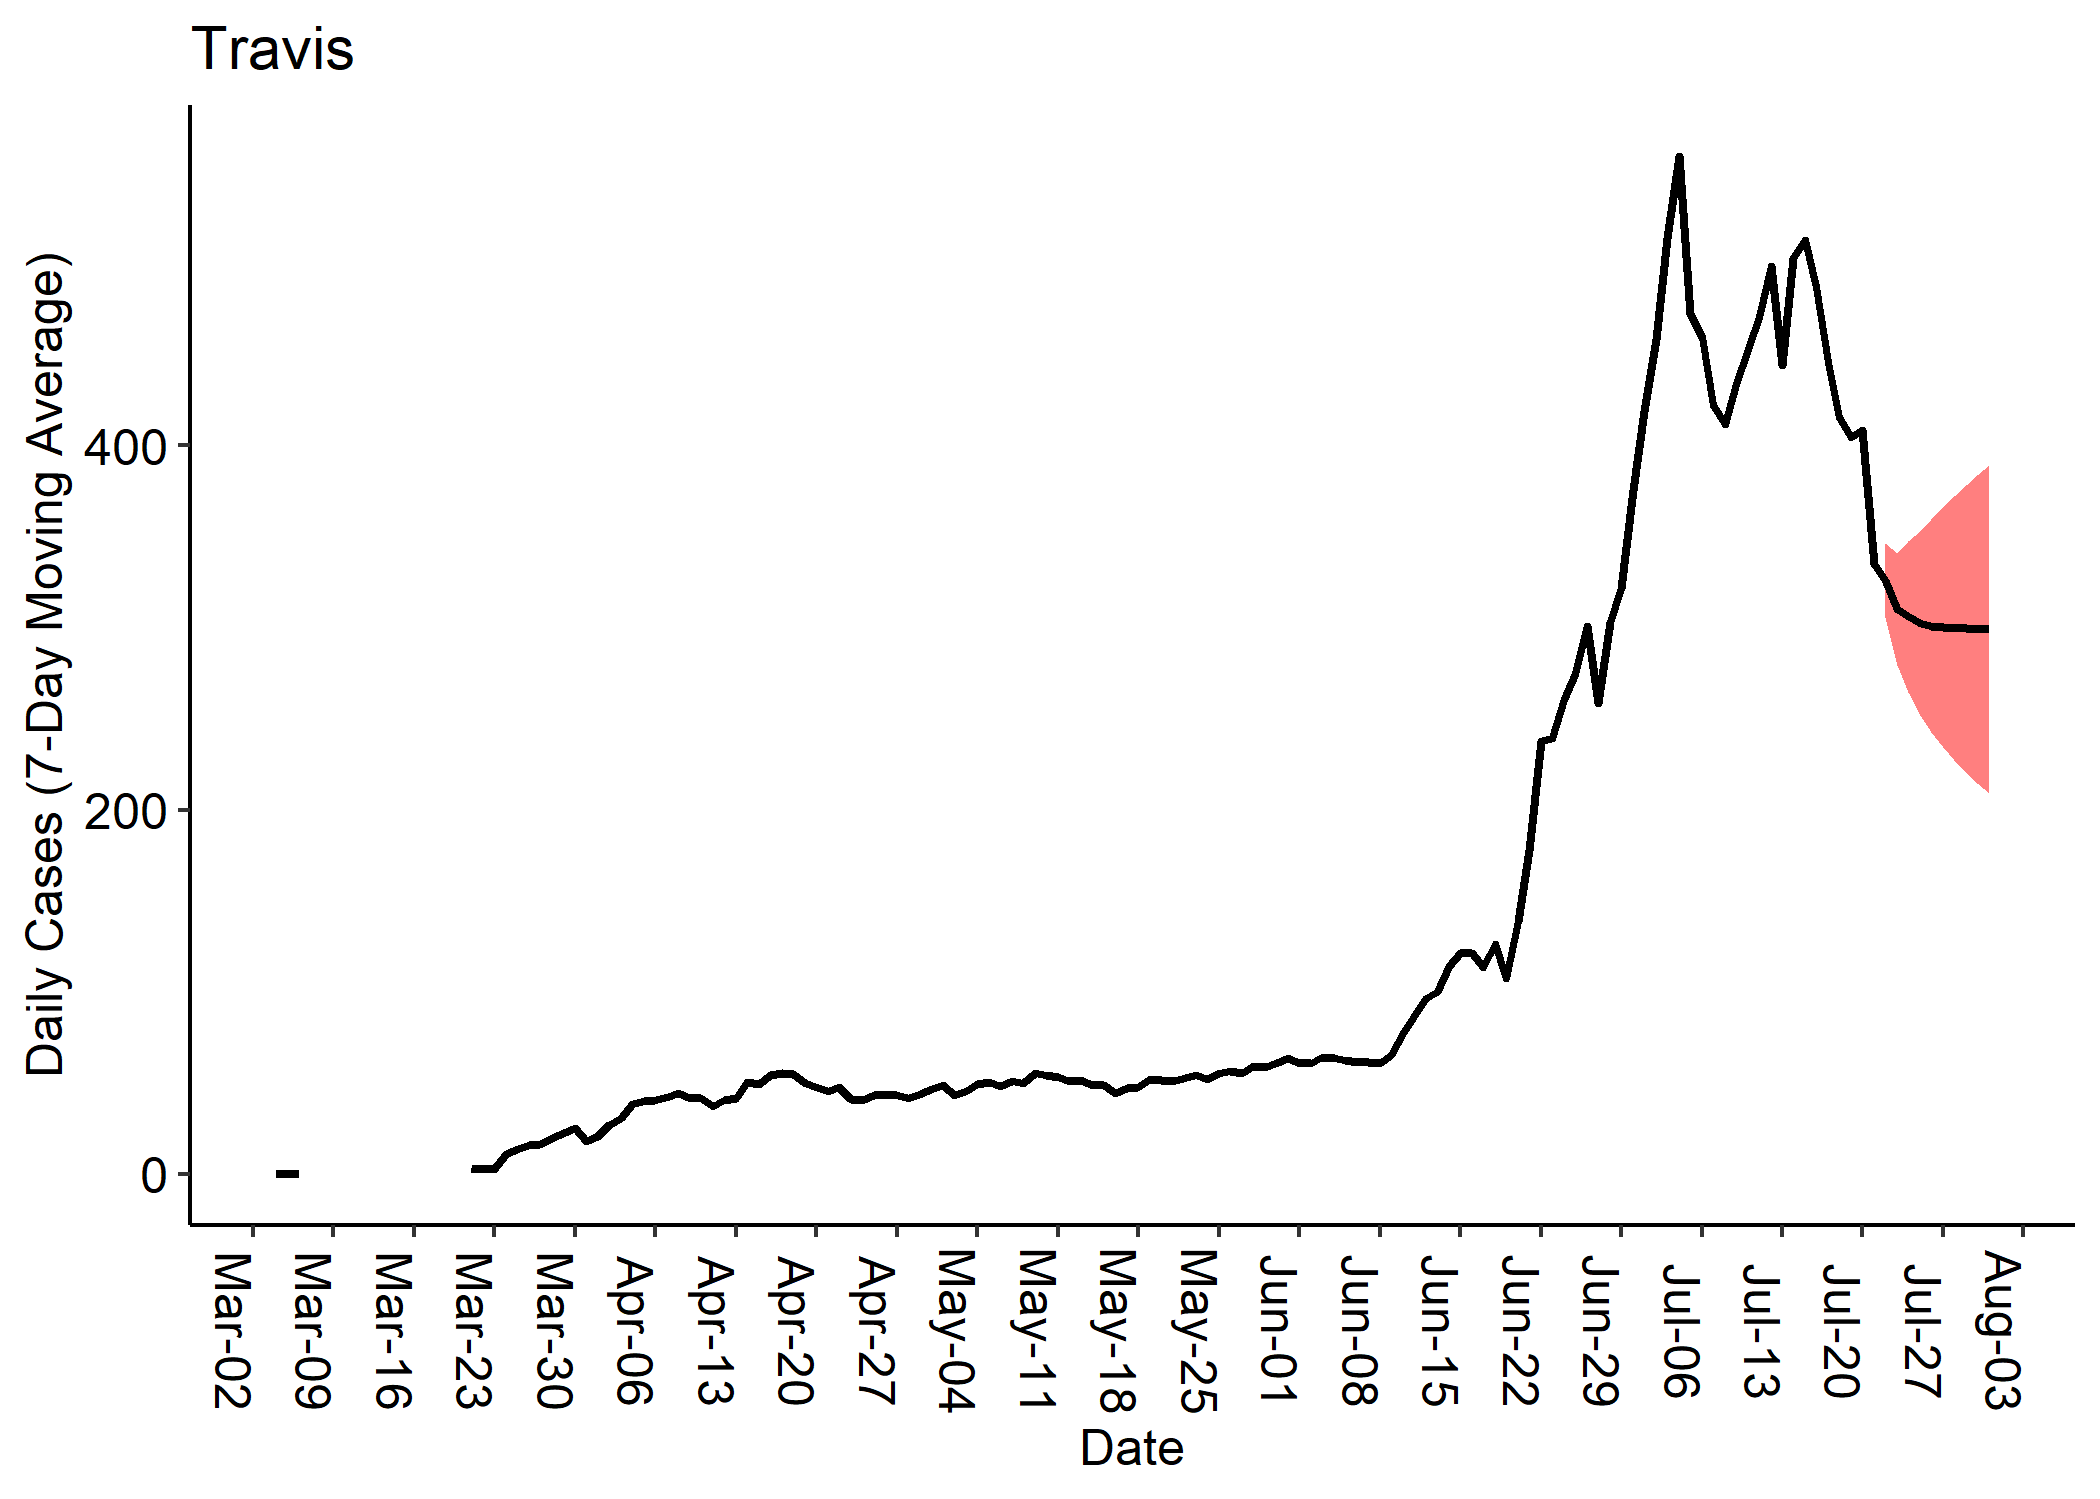 Travis
Daily Cases (7-Day Moving Average)
400
200
0
Mar-02
Mar-09
Mar-16
Mar-23
Mar-30
Apr-06
Apr-13
Apr-20
Apr-27
May-04
May-11
May-18
May-25
Jun-01
Jun-08
Jun-15
Jun-22
Jun-29
Jul-06
Jul-13
Jul-20
Jul-27
Aug-03
Date